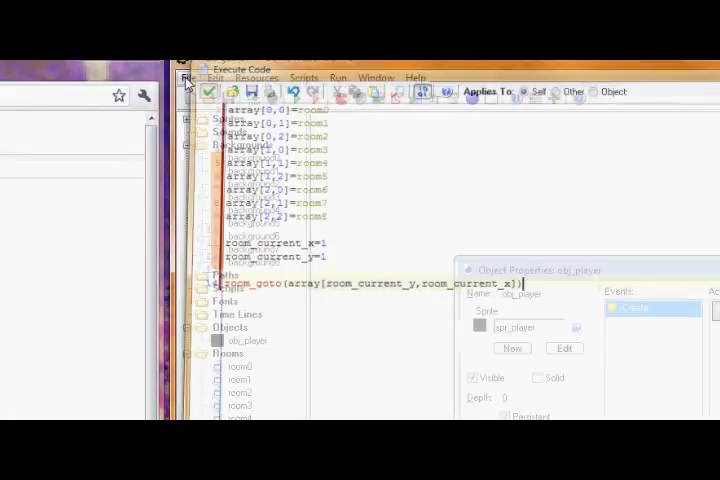 Execute Code
File Edit Resources Scripts Run Window Help
Applies To: Self Other Object
array[0,0]=room0
array[0,1]=room1
array[0,2]=room2
array[1,0]=room3
array[1,1]=room4
array[1,2]=room5
array[2,0]=room6
array[2,1]=room7
array[2,2]=room8
room_current_x=1
room_current_y=1
room_goto(array[room_current_y,room_current_x])
Sprites
Sounds
Backgrounds
background6
Paths
Scripts
Fonts
Time Lines
Objects
obj_player
Rooms
room0
room1
room2
room3
room4
Object Properties: obj_player
Name: obj_player
Sprite
spr_player
Now Edit
Visible Solid
Depth: 0
Persistent
Events:
Create